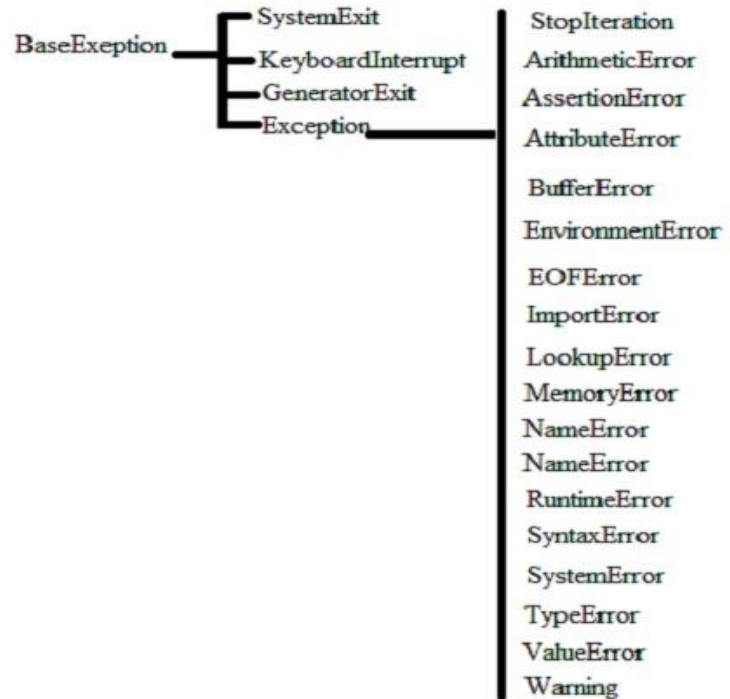 BaseExeption
SystemExit
KeyboardInterrupt
GeneratorExit
Exception
StopIteration
ArithmeticError
AssertionError
AttributeError
BufferError
EnvironmentError
EOFError
ImportError
LookupError
MemoryError
NameError
NameError
RuntimeError
SyntaxError
SystemError
TypeError
ValueError
Warning